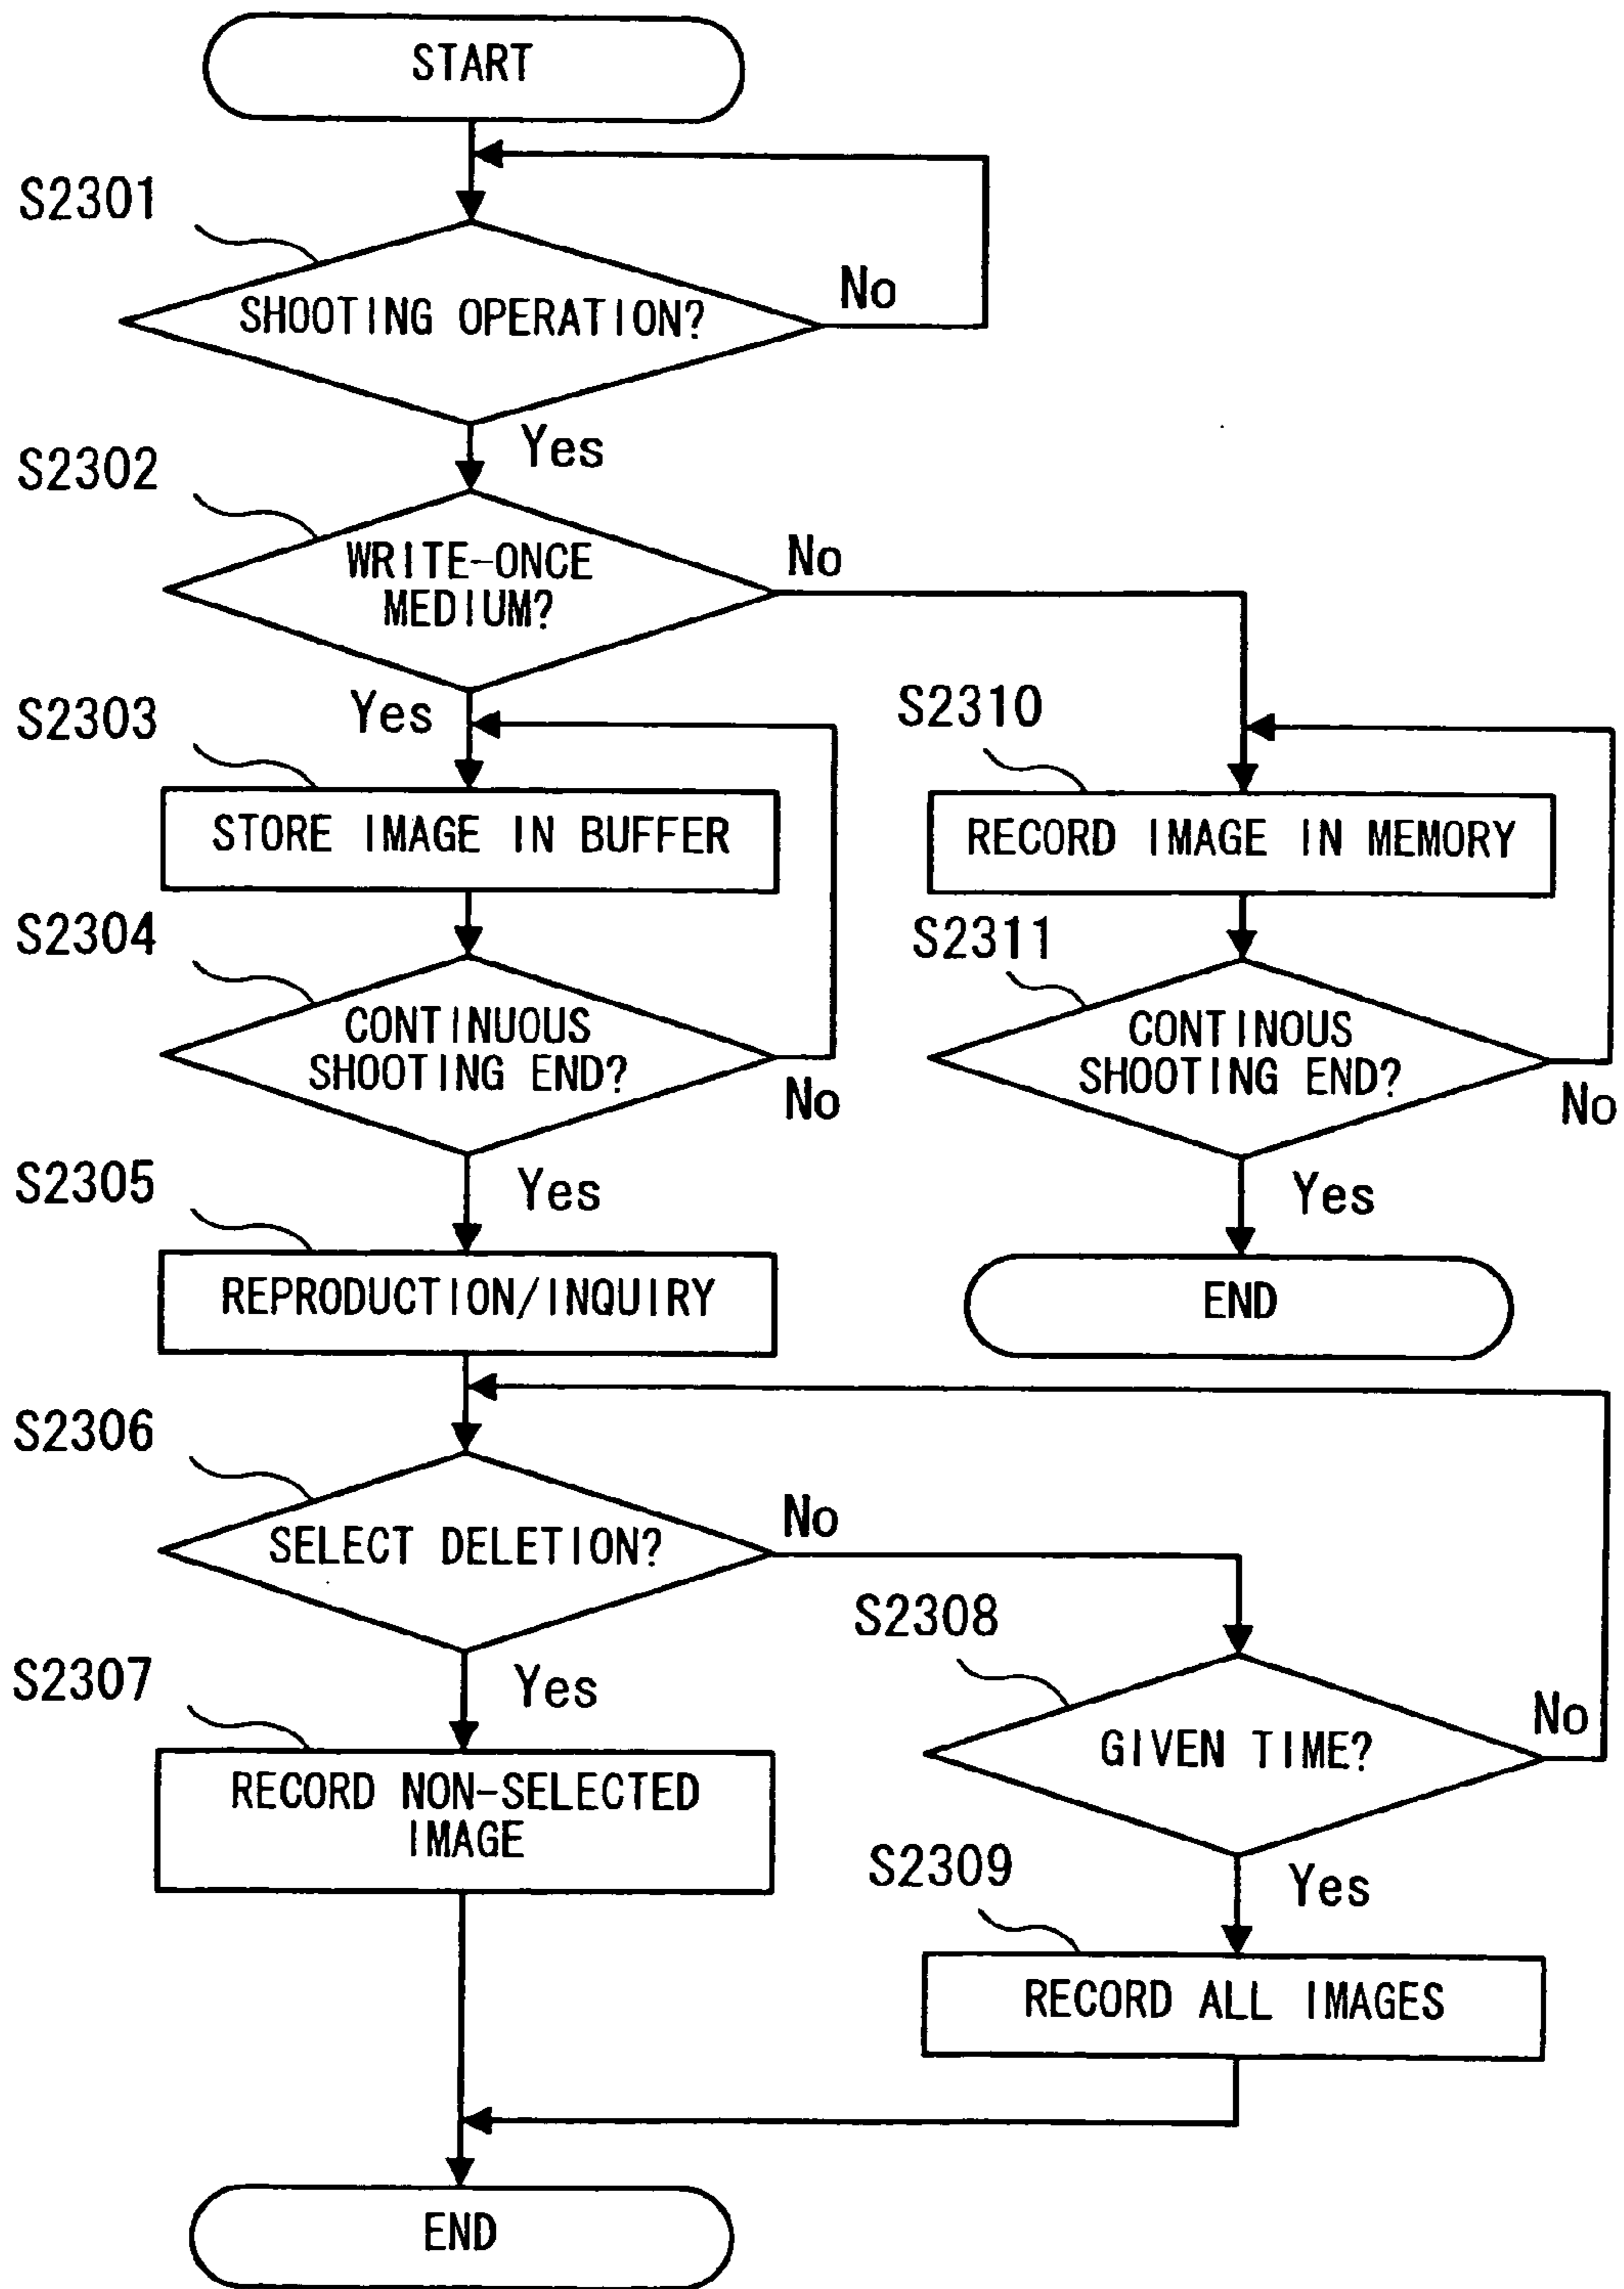 START
S2301
SHOOTING OPERATION?
No
Yes
S2302
WRITE-ONCE
MEDIUM?
No
Yes
S2303
STORE IMAGE IN BUFFER
S2310
RECORD IMAGE IN MEMORY
S2304
CONTINUOUS
SHOOTING END?
No
S2311
CONTINOUS
SHOOTING END?
No
Yes
Yes
S2305
REPRODUCTION/INQUIRY
END
S2306
SELECT DELETION?
No
Yes
S2308
GIVEN TIME?
No
S2307
RECORD NON-SELECTED
IMAGE
Yes
S2309
RECORD ALL IMAGES
END